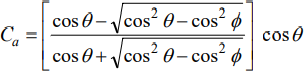 C_a = [ (cos θ − √(cos² θ − cos² ϕ)) / (cos θ + √(cos² θ − cos² ϕ)) ] cos θ